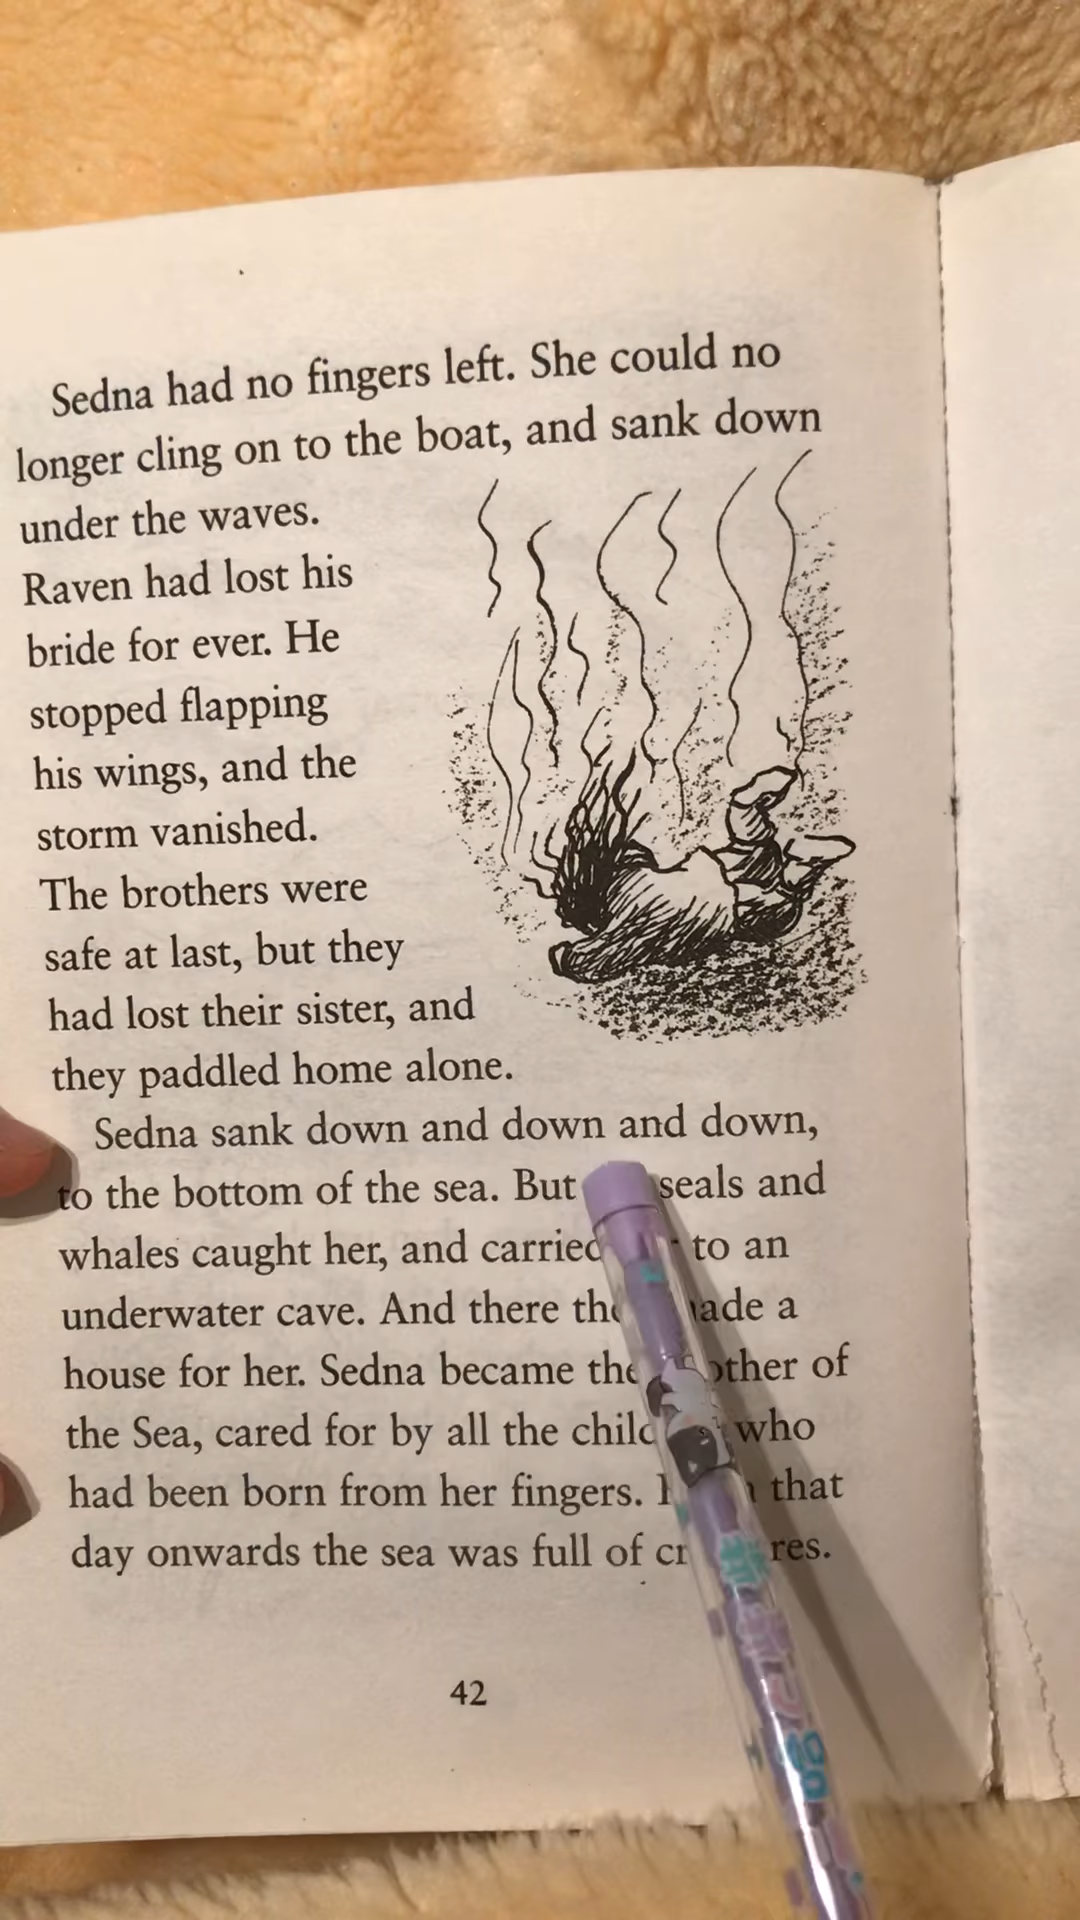 Sedna had no fingers left. She could no
longer cling on to the boat, and sank down
under the waves.
Raven had lost his
bride for ever. He
stopped flapping
his wings, and the
storm vanished.
The brothers were
safe at last, but they
had lost their sister, and
they paddled home alone.
Sedna sank down and down and down,
to the bottom of the sea. But seals and
whales caught her, and carried to an
underwater cave. And there a
house for her. Sedna became the of
the Sea, cared for by all the who
had been born from her fingers. that
day onwards the sea was full of
42